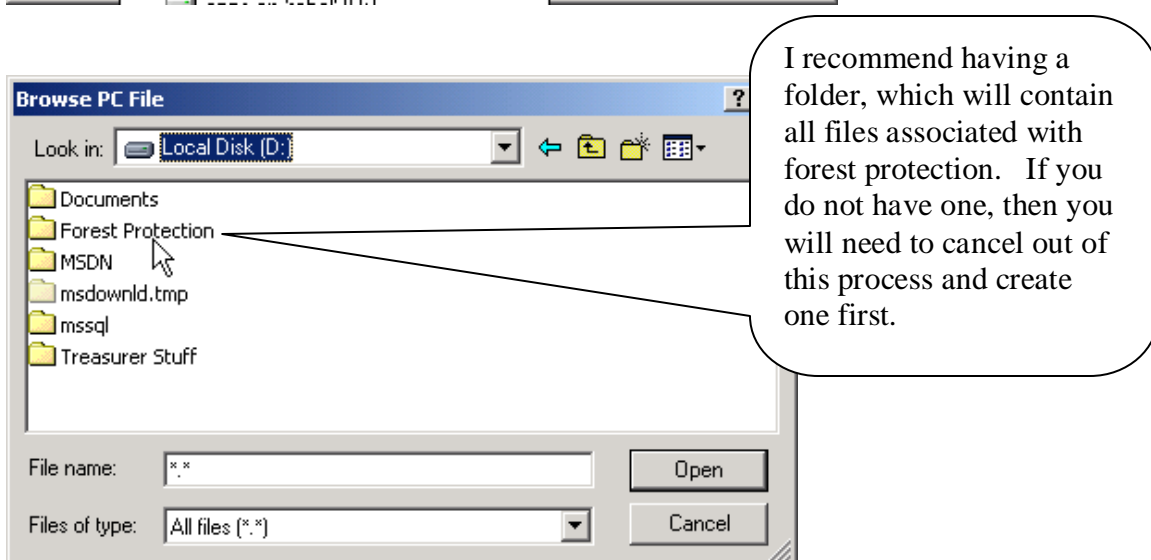 Browse PC File
?
Look in: Local Disk (D:)
Documents
Forest Protection
MSDN
msdownld.tmp
mssql
Treasurer Stuff
File name: *.*
Open
Files of type: All files (*.*)
Cancel
I recommend having a
folder, which will contain
all files associated with
forest protection. If you
do not have one, then you
will need to cancel out of
this process and create
one first.